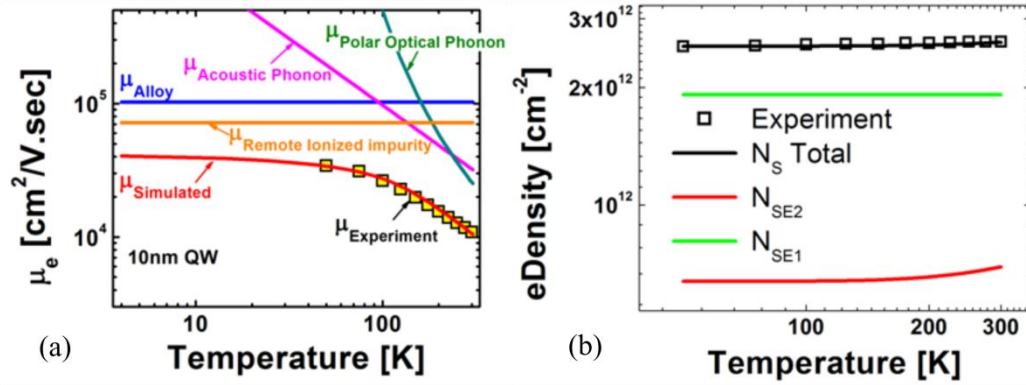 μe [cm²/V.sec]
10⁵
10⁴
μPolar Optical Phonon
μAcoustic Phonon
μAlloy
μRemote Ionized impurity
μSimulated
μExperiment
10nm QW
10
100
Temperature [K]
(a)
eDensity [cm⁻²]
3x10¹²
2x10¹²
10¹²
Experiment
NS Total
NSE2
NSE1
100
200
300
Temperature [K]
(b)